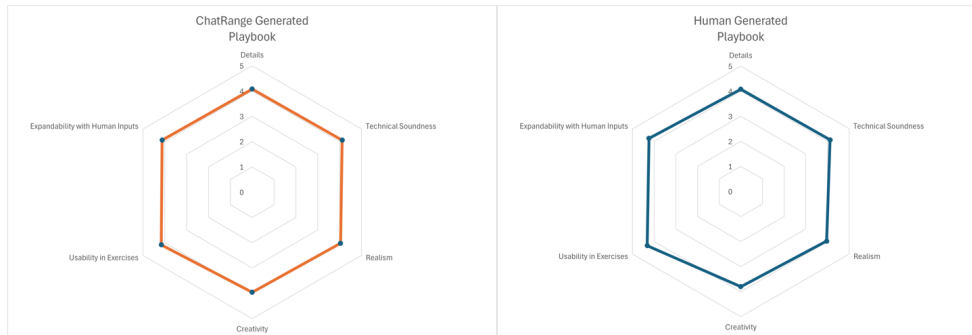 ChatRange Generated
Playbook
Details
5
4
3
2
1
0
Expandability with Human Inputs
Technical Soundness
Usability in Exercises
Realism
Creativity
Human Generated
Playbook
Details
5
4
3
2
1
0
Expandability with Human Inputs
Technical Soundness
Usability in Exercises
Realism
Creativity